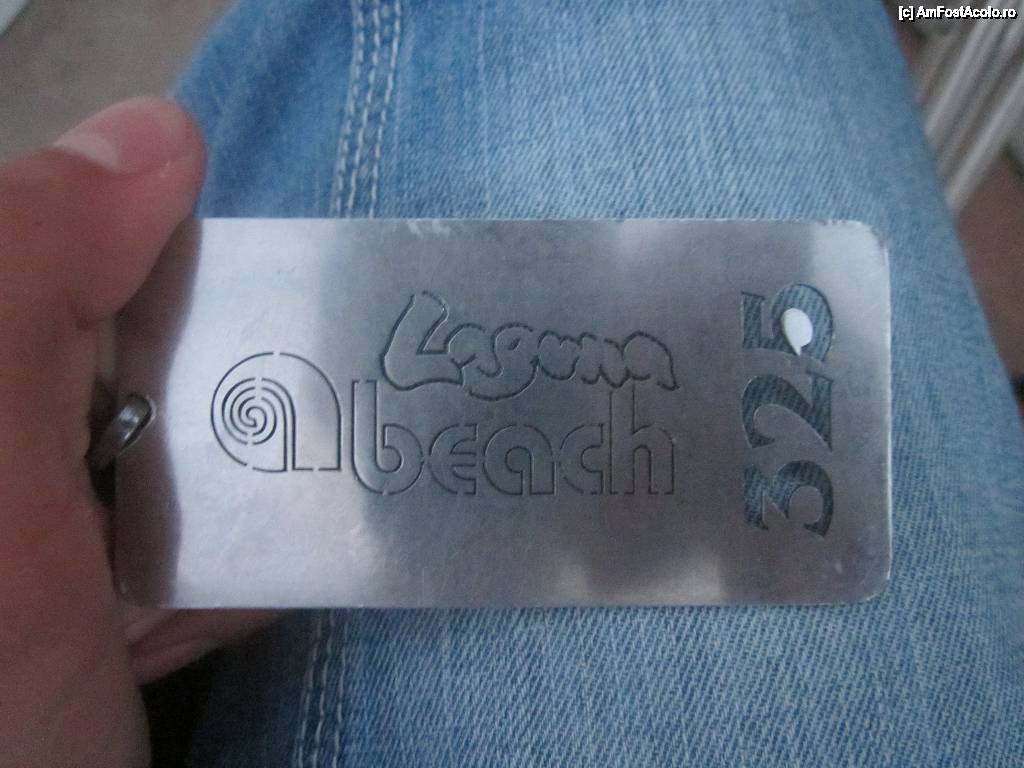 [c] AmFostAcolo.ro
Laguna
beach
325